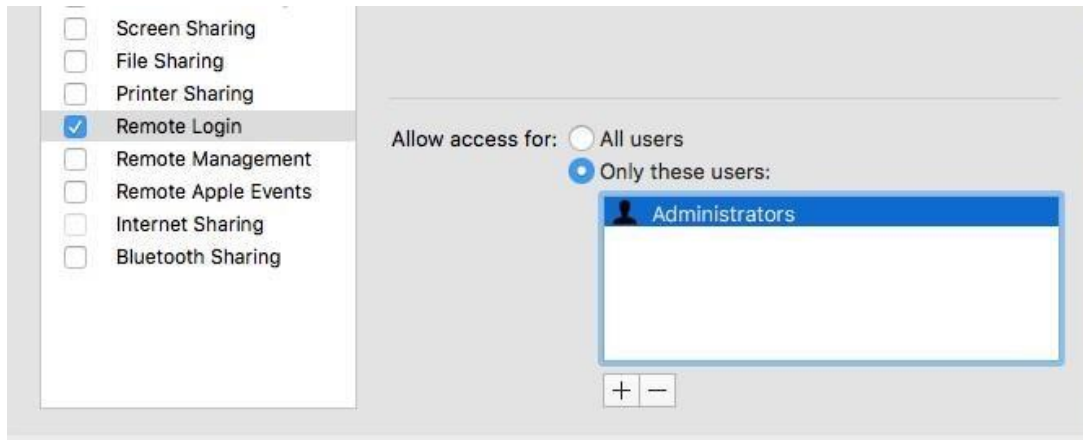 Screen Sharing
File Sharing
Printer Sharing
Remote Login
Remote Management
Remote Apple Events
Internet Sharing
Bluetooth Sharing
Allow access for: All users
Only these users:
Administrators
+ −